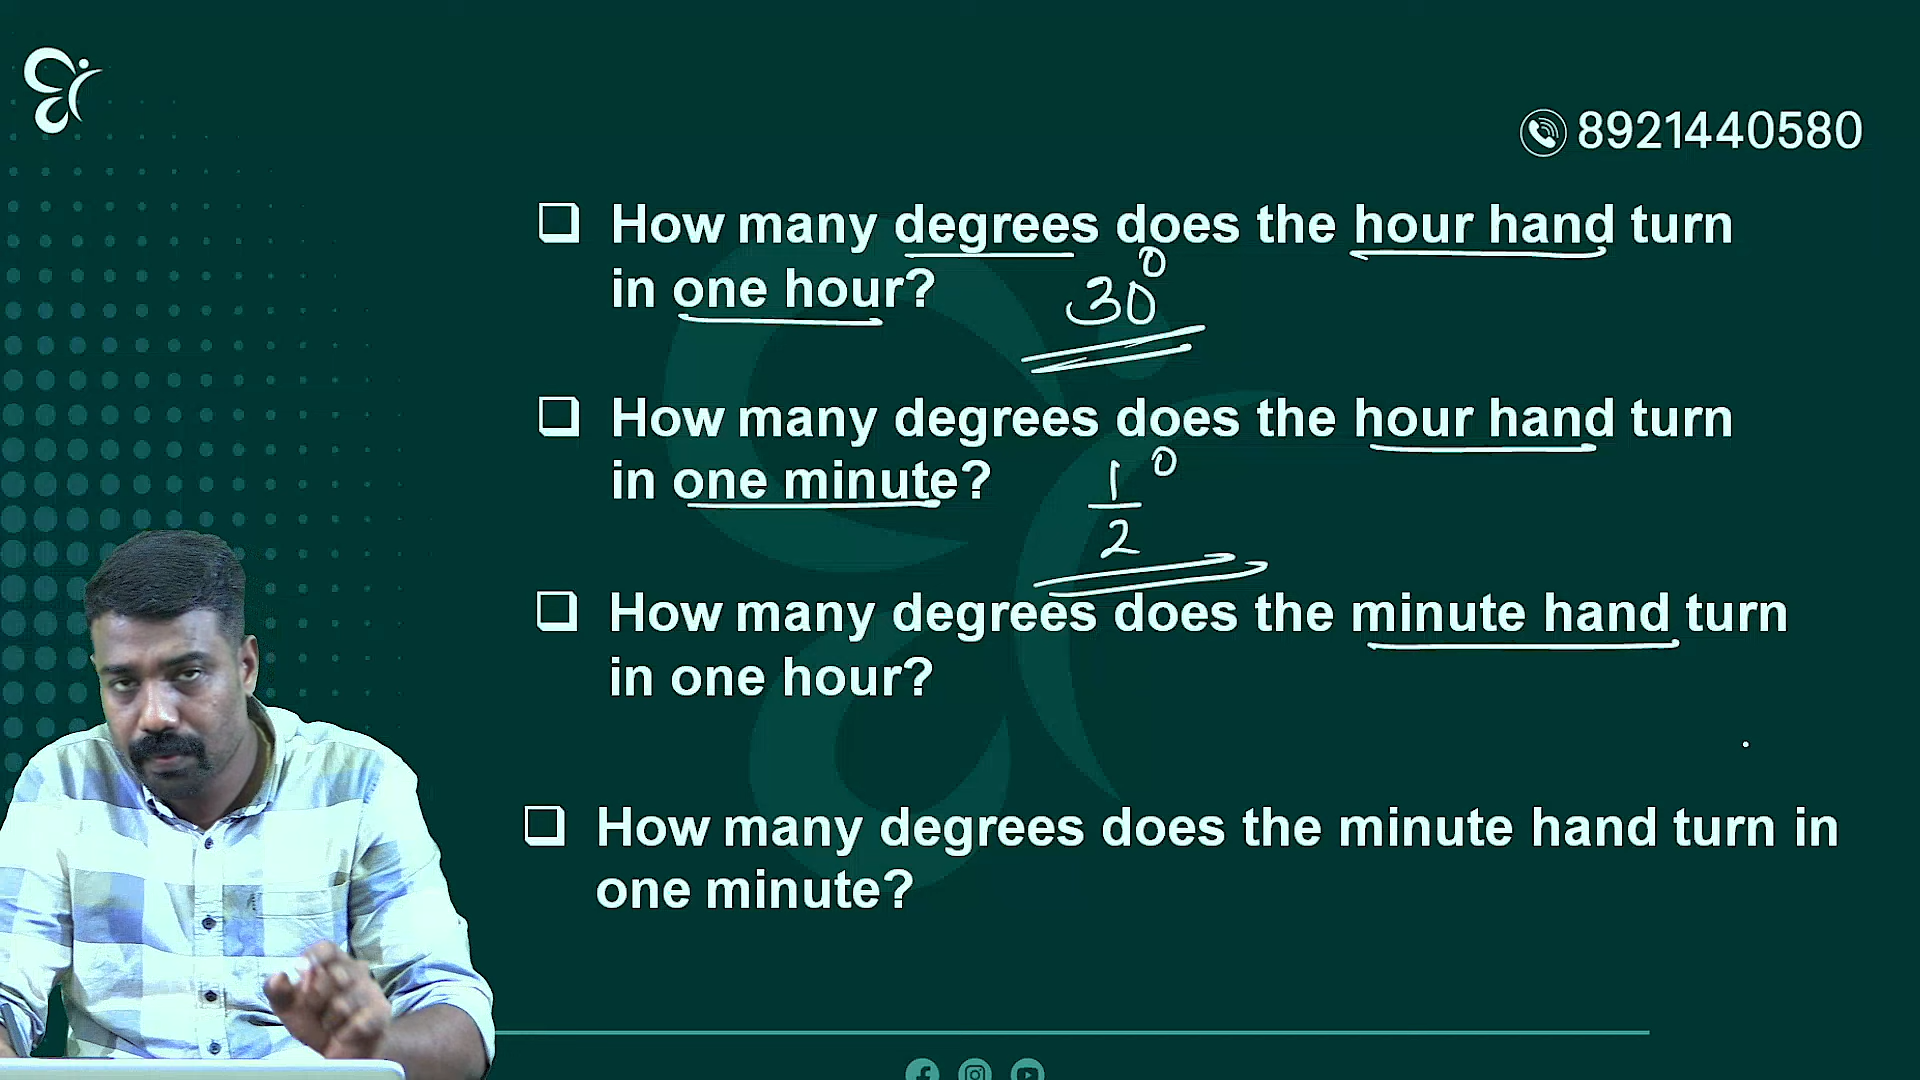 8921440580
❑ How many degrees does the hour hand turn
in one hour?
30°
❑ How many degrees does the hour hand turn
in one minute?
1/2°
❑ How many degrees does the minute hand turn
in one hour?
❑ How many degrees does the minute hand turn in
one minute?